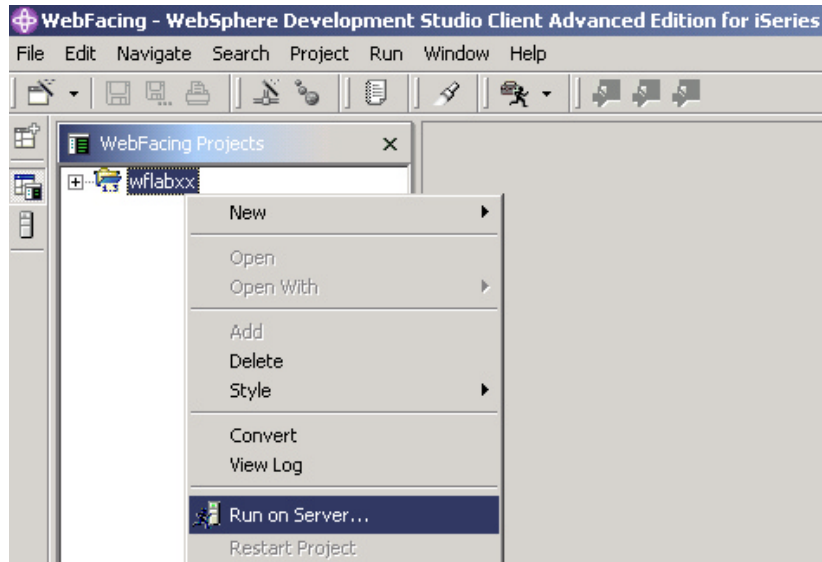 WebFacing - WebSphere Development Studio Client Advanced Edition for iSeries
File Edit Navigate Search Project Run Window Help
WebFacing Projects
wflabxx
New
Open
Open With
Add
Delete
Style
Convert
View Log
Run on Server...
Restart Project